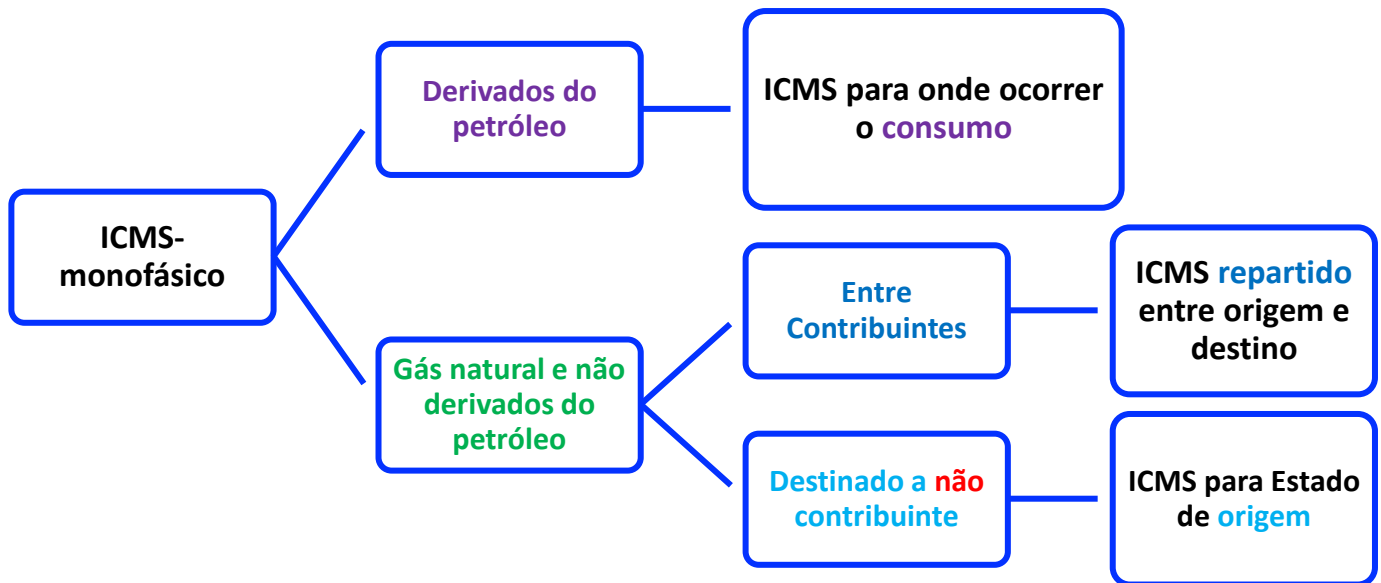 ICMS-
monofásico
Derivados do
petróleo
ICMS para onde ocorrer
o consumo
Gás natural e não
derivados do
petróleo
Entre
Contribuintes
ICMS repartido
entre origem e
destino
Destinado a não
contribuinte
ICMS para Estado
de origem